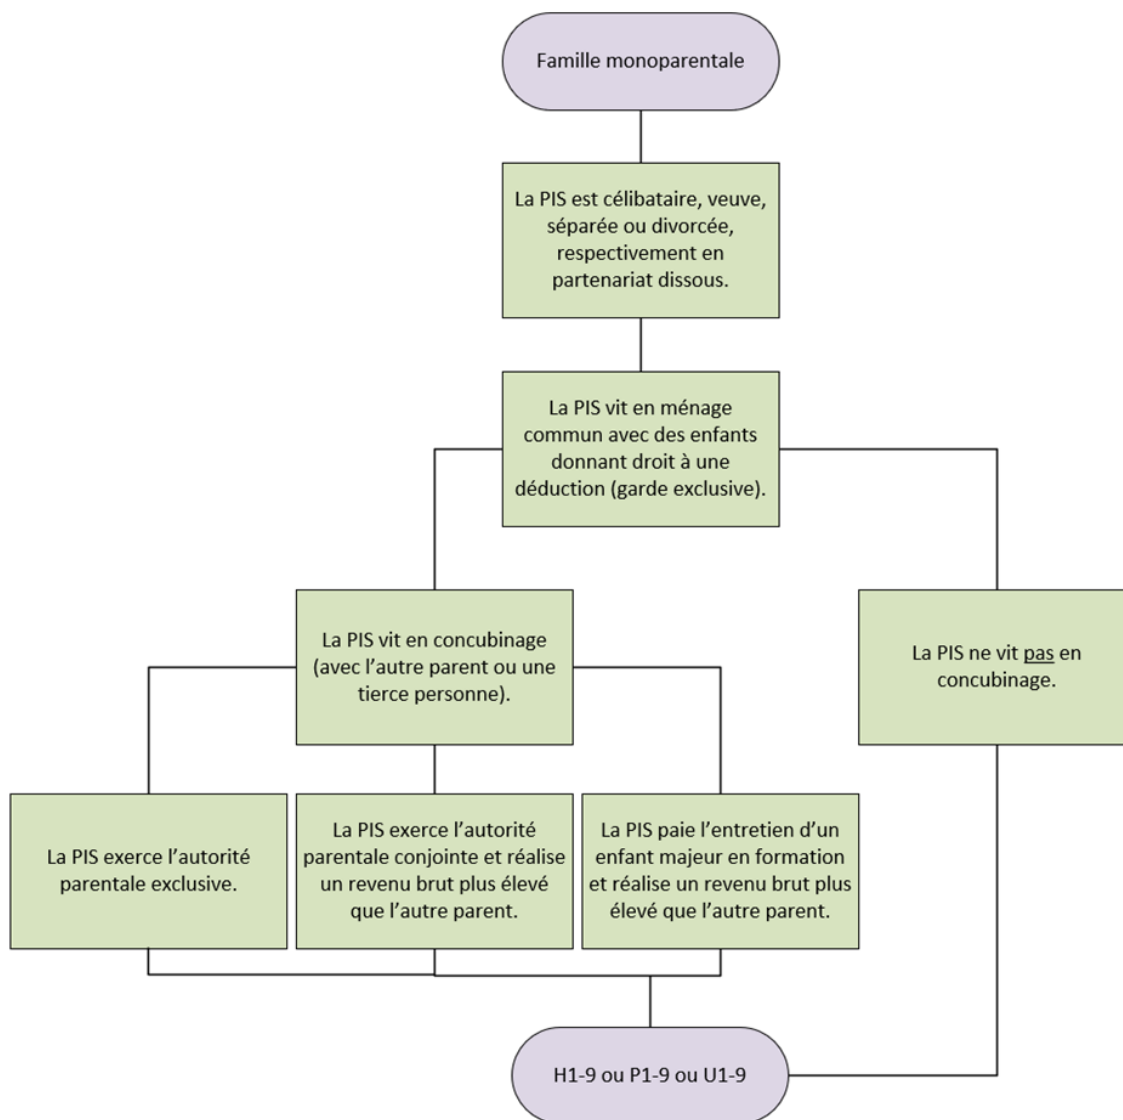 Famille monoparentale
La PIS est célibataire, veuve,
séparée ou divorcée,
respectivement en
partenariat dissous.
La PIS vit en ménage
commun avec des enfants
donnant droit à une
déduction (garde exclusive).
La PIS vit en concubinage
(avec l’autre parent ou une
tierce personne).
La PIS ne vit pas en
concubinage.
La PIS exerce l’autorité
parentale exclusive.
La PIS exerce l’autorité
parentale conjointe et réalise
un revenu brut plus élevé
que l’autre parent.
La PIS paie l’entretien d’un
enfant majeur en formation
et réalise un revenu brut plus
élevé que l’autre parent.
H1-9 ou P1-9 ou U1-9